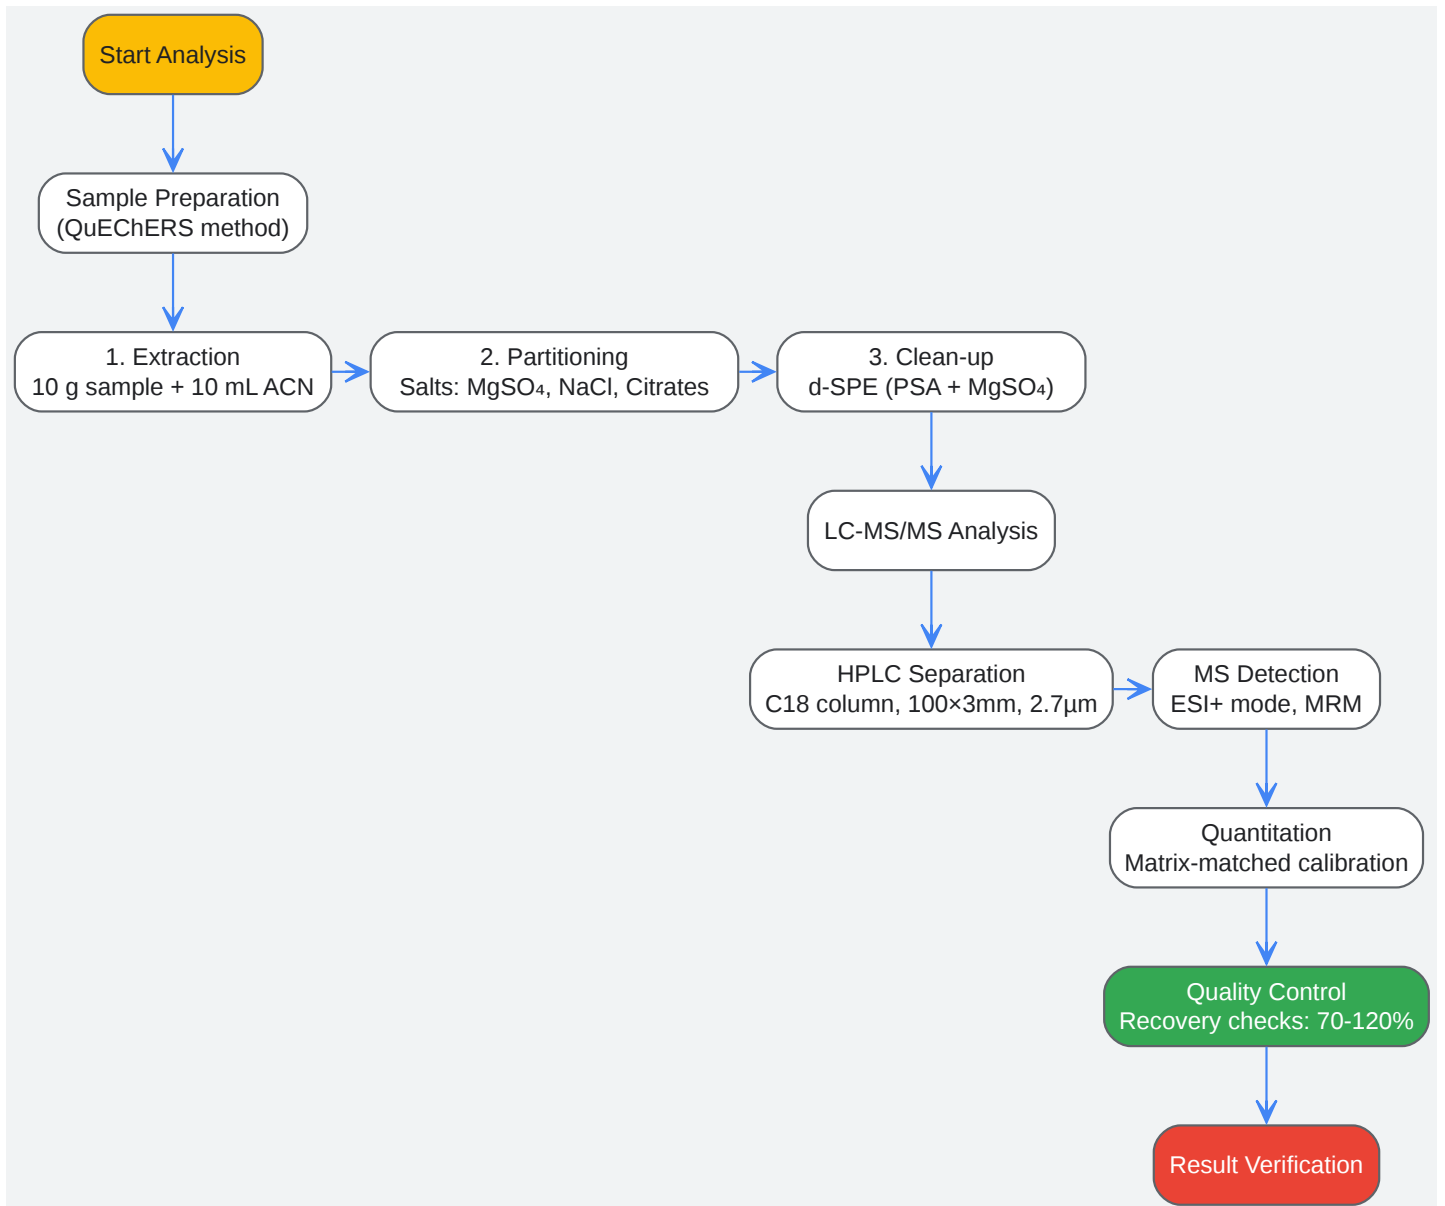 Start Analysis
Sample Preparation
(QuEChERS method)
1. Extraction
10 g sample + 10 mL ACN
2. Partitioning
Salts: MgSO₄, NaCl, Citrates
3. Clean-up
d-SPE (PSA + MgSO₄)
LC-MS/MS Analysis
HPLC Separation
C18 column, 100×3mm, 2.7µm
MS Detection
ESI+ mode, MRM
Quantitation
Matrix-matched calibration
Quality Control
Recovery checks: 70-120%
Result Verification